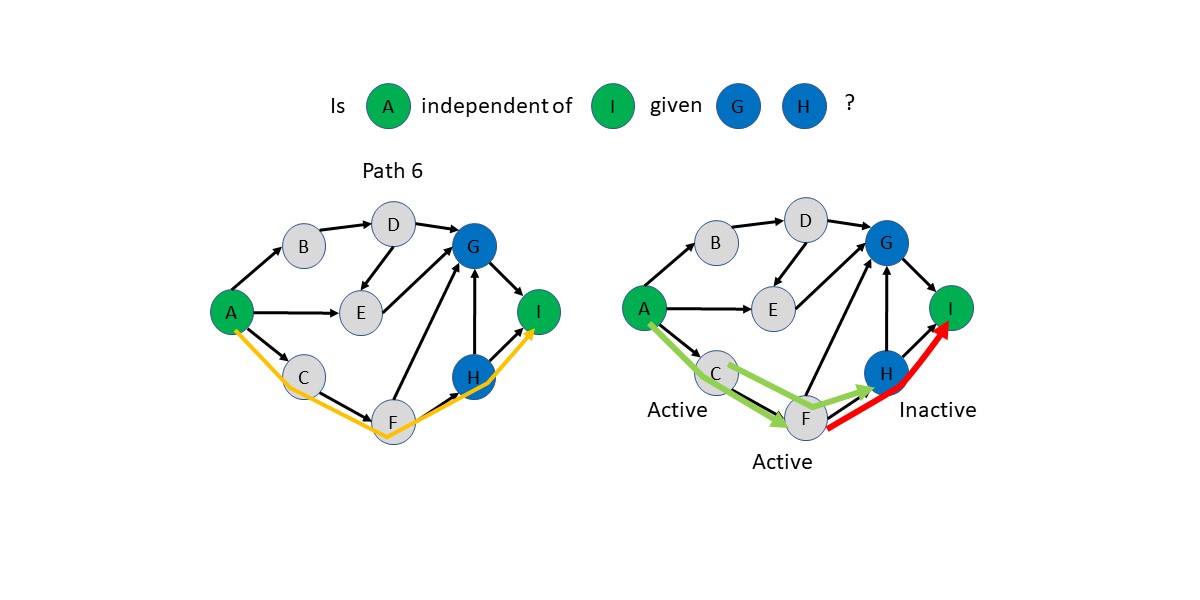 Is A independent of I given G H ?
Path 6
D
B
G
A
E
I
C
H
F
D
B
G
A
E
I
C
H
Active
Inactive
F
Active